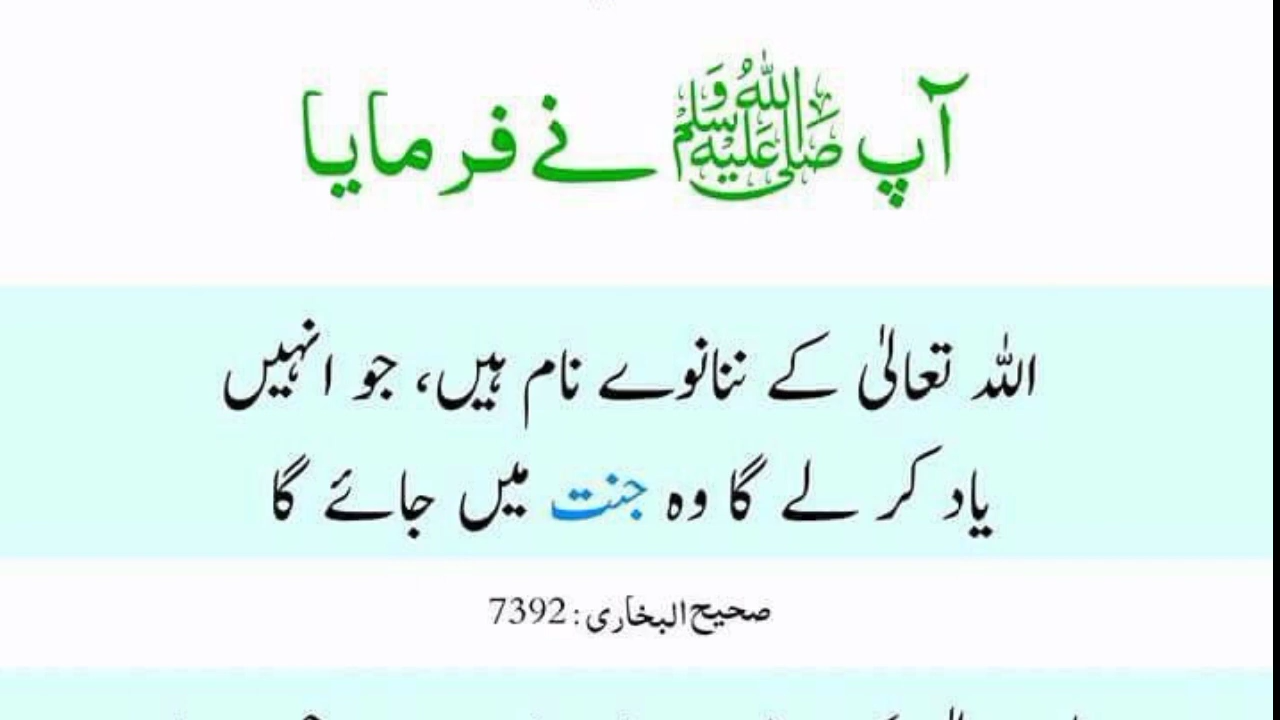 آپ ﷺ نے فرمایا
اللہ تعالیٰ کے ننانوے نام ہیں، جو انہیں
یاد کر لے گا وہ جنت میں جائے گا
صحیح البخاری: 7392